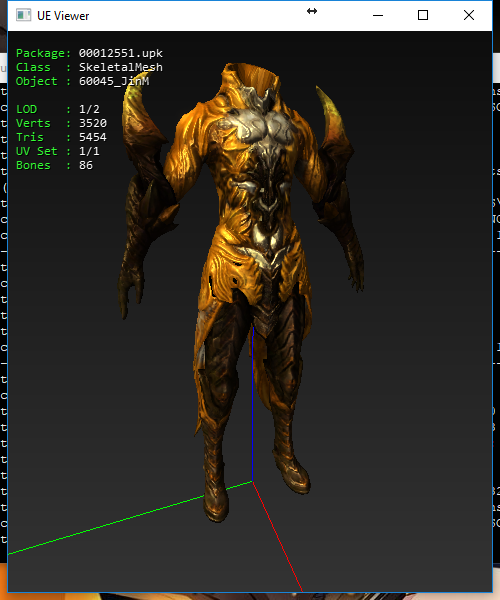 UE Viewer
Package: 00012551.upk
Class  : SkeletalMesh
Object : 60045_JinM
LOD    : 1/2
Verts  : 3520
Tris   : 5454
UV Set : 1/1
Bones  : 86